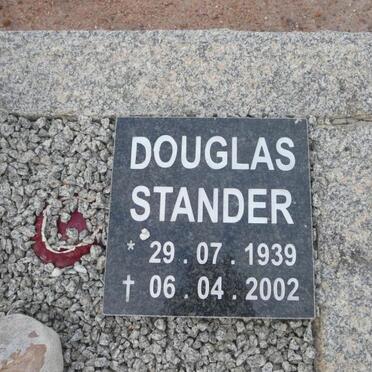 DOUGLAS
STANDER
* 29 . 07 . 1939
† 06 . 04 . 2002